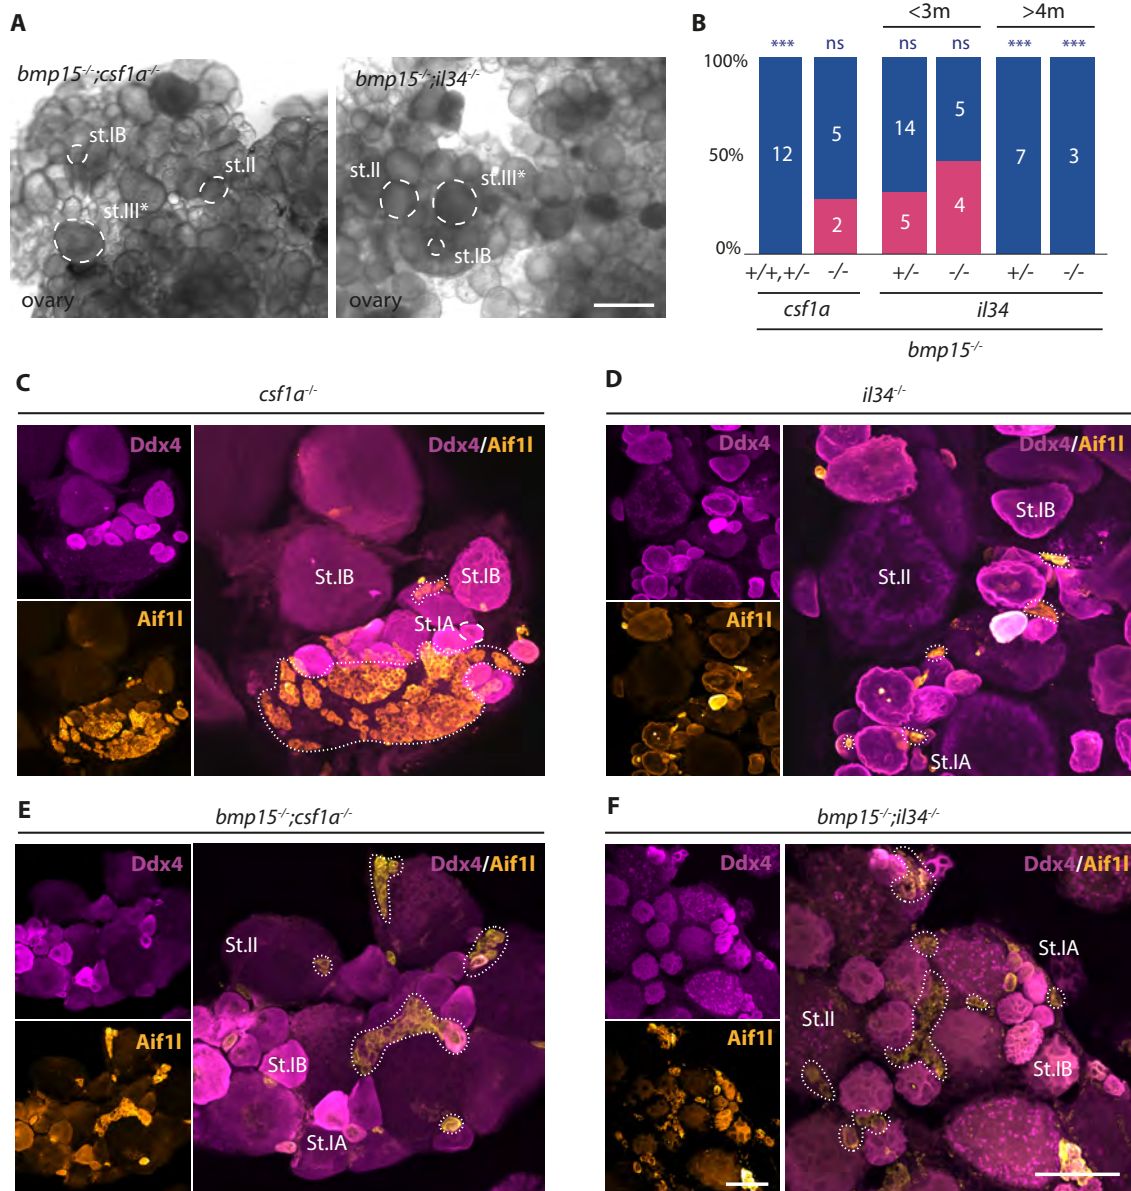 A
bmp15-/-;csf1a-/-
st.IB
st.II
st.III*
ovary
bmp15-/-;il34-/-
st.II
st.III*
st.IB
ovary
B
<3m >4m
*** ns ns ns *** ***
100%
50%
0%
12 5 2 14 5 5 4 7 3
+/+,+/- -/- +/- -/- +/- -/-
csf1a il34
bmp15-/-
C
csf1a-/-
Ddx4
Aif1l
Ddx4/Aif1l
St.IB
St.IB
St.IA
D
il34-/-
Ddx4
Aif1l
Ddx4/Aif1l
St.IB
St.II
St.IA
E
bmp15-/-;csf1a-/-
Ddx4
Aif1l
Ddx4/Aif1l
St.II
St.IB
St.IA
F
bmp15-/-;il34-/-
Ddx4
Aif1l
Ddx4/Aif1l
St.IA
St.II
St.IB